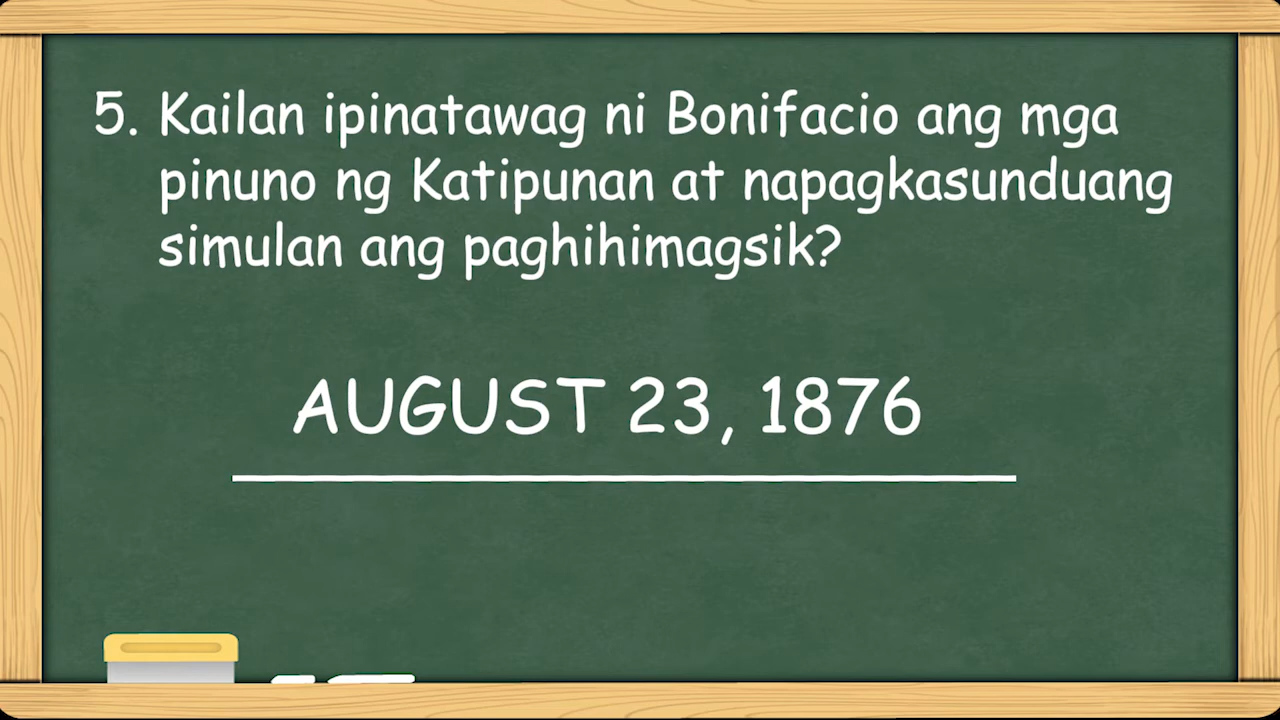 5. Kailan ipinatawag ni Bonifacio ang mga
pinuno ng Katipunan at napagkasunduang
simulan ang paghihimagsik?
AUGUST 23, 1876